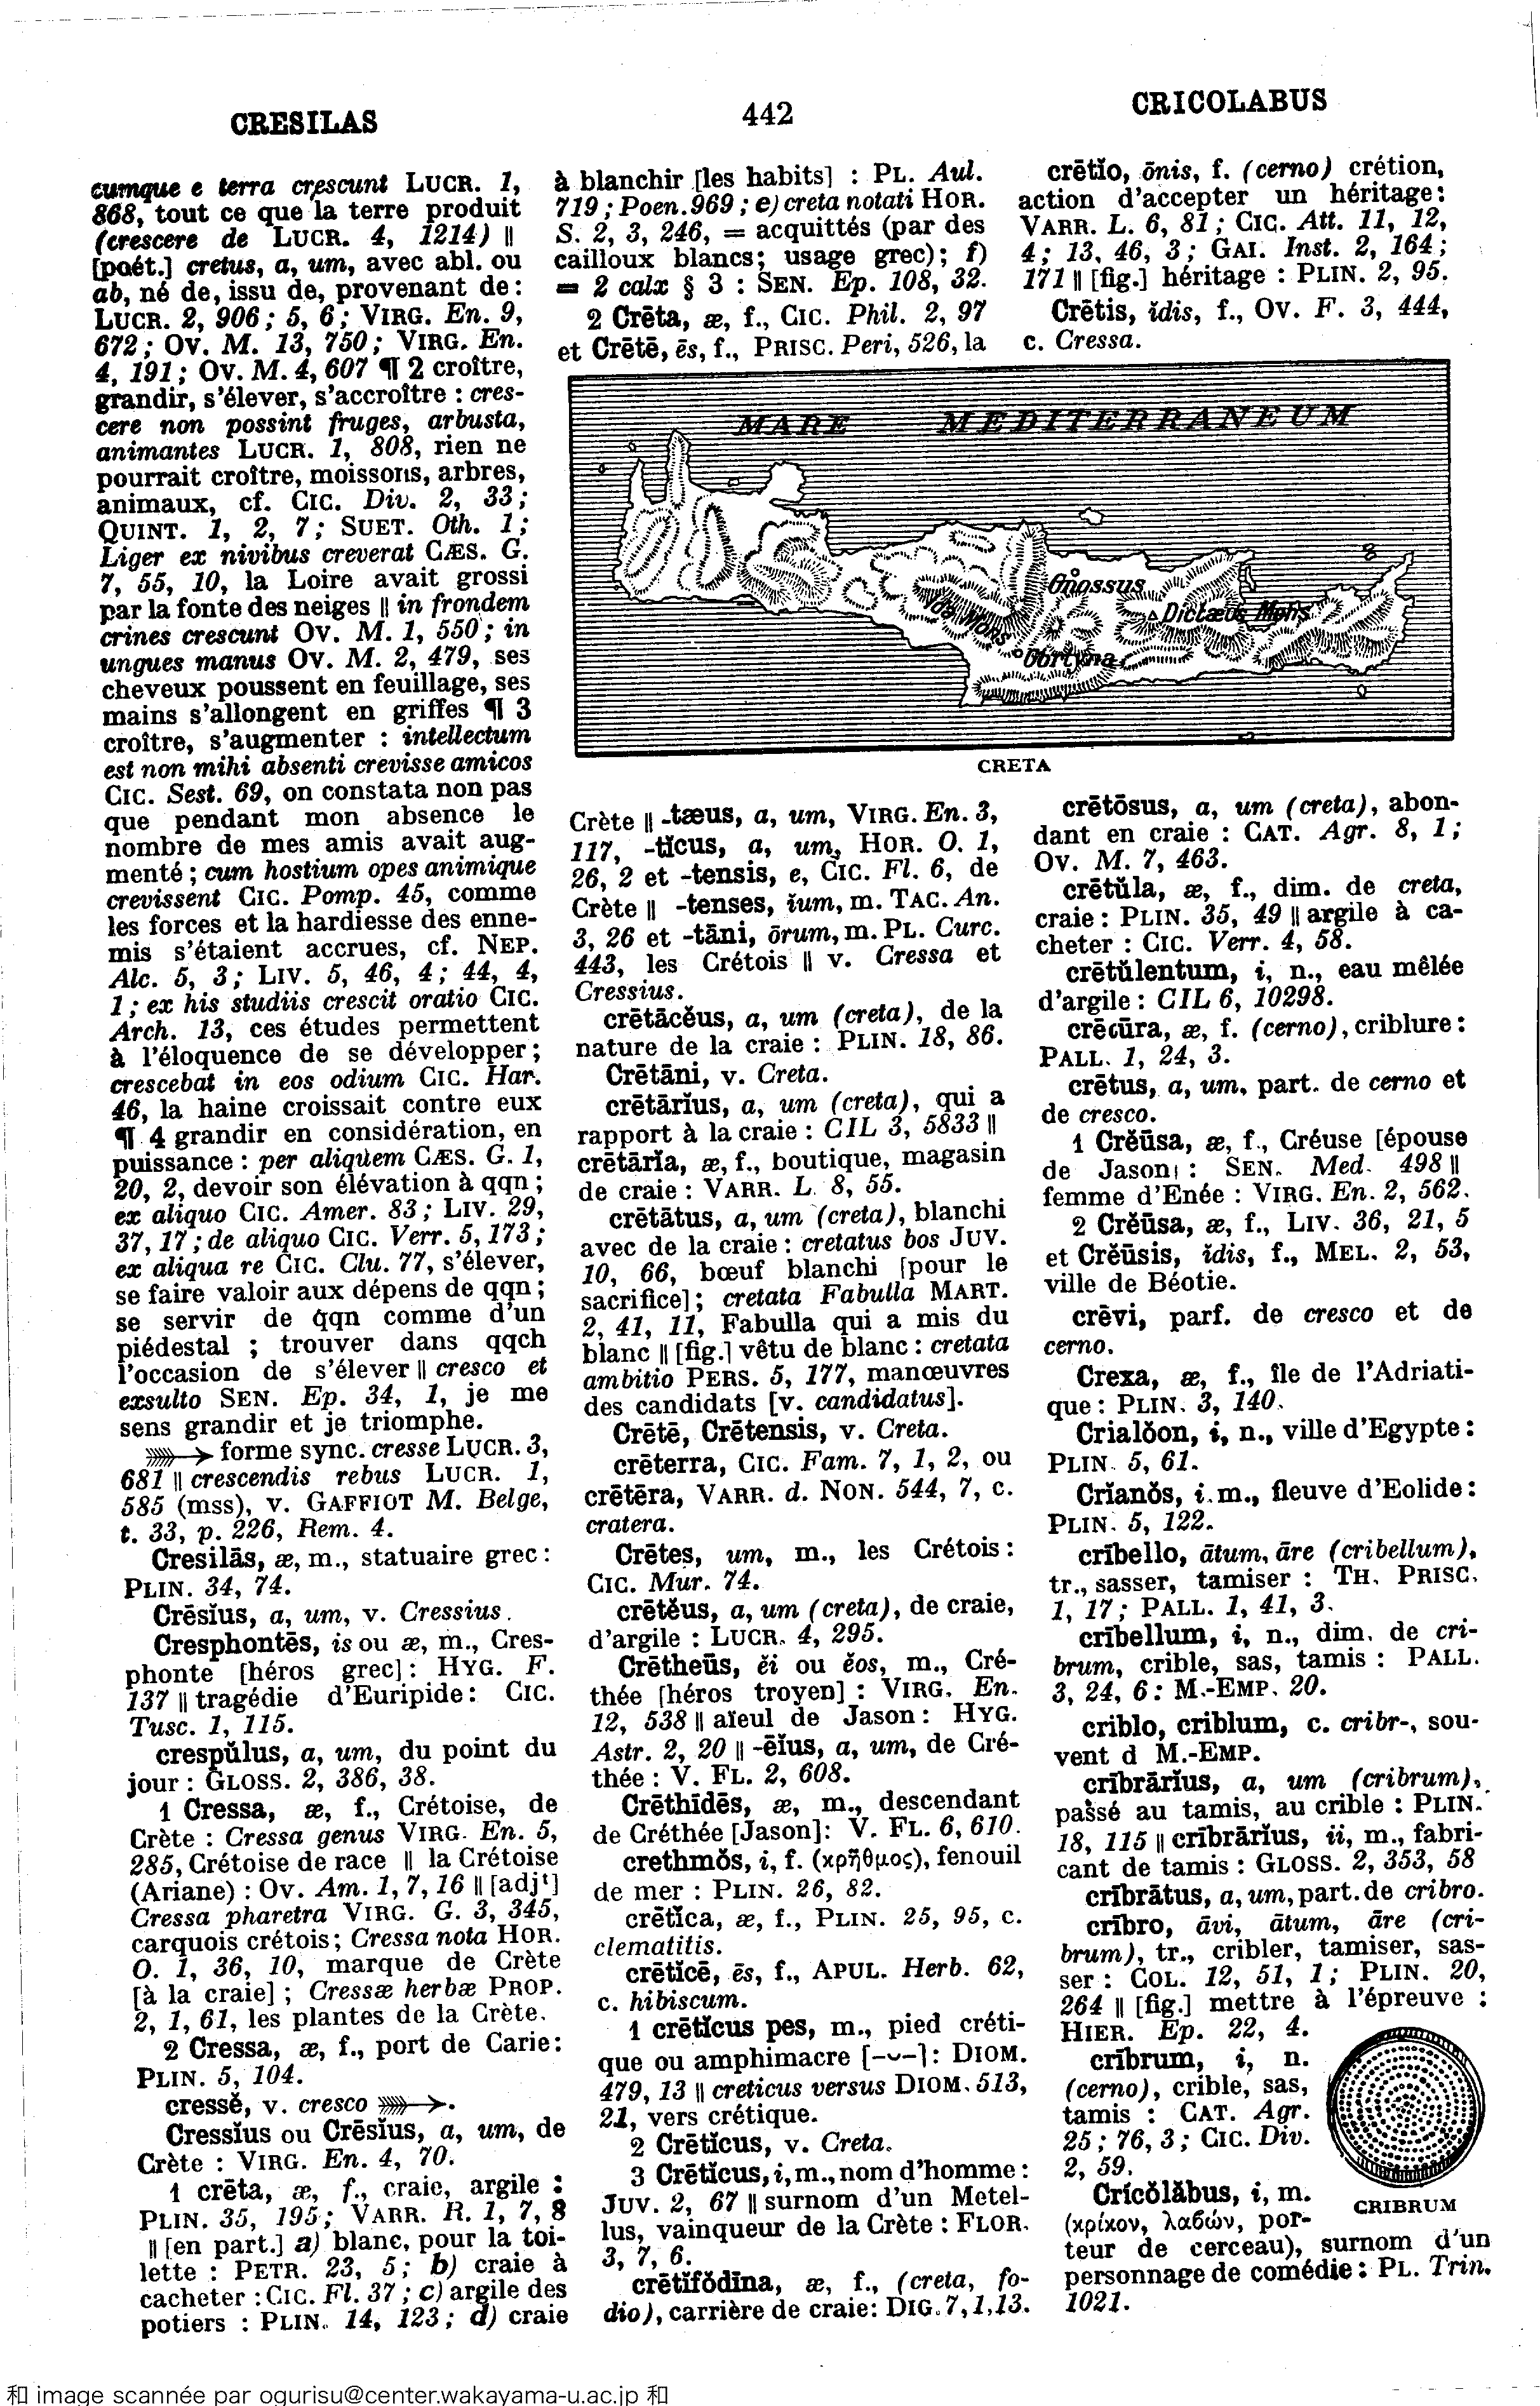 CRESILAS
442
CRICOLABUS
cumque e terra crescunt LUCR. 1,
868, tout ce que la terre produit
(crescere de LUCR. 4, 1214) ||
[poét.] cretus, a, um, avec abl. ou
ab, né de, issu de, provenant de :
LUCR. 2, 906 ; 5, 6 ; VIRG. En. 9,
672 ; OV. M. 13, 750 ; VIRG. En.
4, 191 ; OV. M. 4, 607 ¶ 2 croître,
grandir, s'élever, s'accroître : cres-
cere non possint fruges, arbusta,
animantes LUCR. 1, 808, rien ne
pourrait croître, moissons, arbres,
animaux, cf. CIC. Div. 2, 33 ;
QUINT. 1, 2, 7 ; SUET. Oth. 1 ;
Liger ex nivibus creverat CÆS. G.
7, 55, 10, la Loire avait grossi
par la fonte des neiges || in frondem
crines crescunt OV. M. 1, 550 ; in
ungues manus OV. M. 2, 479, ses
cheveux poussent en feuillage, ses
mains s'allongent en griffes ¶ 3
croître, s'augmenter : intellectum
est non mihi absenti crevisse amicos
CIC. Sest. 69, on constata non pas
que pendant mon absence le
nombre de mes amis avait aug-
menté ; cum hostium opes animique
crevissent CIC. Pomp. 45, comme
les forces et la hardiesse des enne-
mis s'étaient accrues, cf. NEP.
Alc. 5, 3 ; LIV. 5, 46, 4 ; 44, 4,
1 ; ex his studiis crescit oratio CIC.
Arch. 13, ces études permettent
à l'éloquence de se développer ;
crescebat in eos odium CIC. Har.
46, la haine croissait contre eux
¶ 4 grandir en considération, en
puissance : per aliquem CÆS. G. 1,
20, 2, devoir son élévation à qqn ;
ex aliquo CIC. Amer. 83 ; LIV. 29,
37, 17 ; de aliquo CIC. Verr. 5, 173 ;
ex aliqua re CIC. Clu. 77, s'élever,
se faire valoir aux dépens de qqn ;
se servir de qqn comme d'un
piédestal ; trouver dans qqch
l'occasion de s'élever || cresco et
exsulto SEN. Ep. 34, 1, je me
sens grandir et je triomphe.
forme sync. cresse LUCR. 3,
681 || crescendis rebus LUCR. 1,
585 (mss), v. GAFFIOT M. Belge,
t. 33, p. 226, Rem. 4.
Cresilās, æ, m., statuaire grec :
PLIN. 34, 74.
Crēsĭus, a, um, v. Cressius.
Cresphontēs, is ou æ, m., Cres-
phonte [héros grec] : HYG. F.
137 || tragédie d'Euripide : CIC.
Tusc. 1, 115.
crespŭlus, a, um, du point du
jour : GLOSS. 2, 386, 38.
1 Cressa, æ, f., Crétoise, de
Crète : Cressa genus VIRG. En. 5,
285, Crétoise de race || la Crétoise
(Ariane) : OV. Am. 1, 7, 16 || [adjt]
Cressa pharetra VIRG. G. 3, 345,
carquois crétois ; Cressa nota HOR.
O. 1, 36, 10, marque de Crète
[à la craie] ; Cressæ herbæ PROP.
2, 1, 61, les plantes de la Crète.
2 Cressa, æ, f., port de Carie :
PLIN. 5, 104.
cressĕ, v. cresco.
Cressĭus ou Crēsĭus, a, um, de
Crète : VIRG. En. 4, 70.
1 crēta, æ, f., craie, argile :
PLIN. 35, 195 ; VARR. R. 1, 7, 8
|| [en part.] a) blanc, pour la toi-
lette : PETR. 23, 5 ; b) craie à
cacheter : CIC. Fl. 37 ; c) argile des
potiers : PLIN. 14, 123 ; d) craie
à blanchir [les habits] : PL. Aul.
719 ; Poen. 969 ; e) creta notati HOR.
S. 2, 3, 246, = acquittés (par des
cailloux blancs ; usage grec) ; f)
= 2 calx § 3 : SEN. Ep. 108, 32.
2 Crēta, æ, f., CIC. Phil. 2, 97
et Crētē, ēs, f., PRISC. Peri, 526, la
MARE MEDITERRANEUM
Gnossus
Dictæus Mons
Ida Mons
Gortyna
CRETA
Crète || -tæus, a, um, VIRG. En. 3,
117, -tĭcus, a, um, HOR. O. 1,
26, 2 et -tensis, e, CIC. Fl. 6, de
Crète || -tenses, ĭum, m. TAC. An.
3, 26 et -tāni, ōrum, m. PL. Curc.
443, les Crétois || v. Cressa et
Cressius.
crētācĕus, a, um (creta), de la
nature de la craie : PLIN. 18, 86.
Crētāni, v. Creta.
crētārĭus, a, um (creta), qui a
rapport à la craie : CIL 3, 5833 ||
crētārĭa, æ, f., boutique, magasin
de craie : VARR. L. 8, 55.
crētātus, a, um (creta), blanchi
avec de la craie : cretatus bos JUV.
10, 66, bœuf blanchi [pour le
sacrifice] ; cretata Fabulla MART.
2, 41, 11, Fabulla qui a mis du
blanc || [fig.] vêtu de blanc : cretata
ambitio PERS. 5, 177, manœuvres
des candidats [v. candidatus].
Crētē, Crētensis, v. Creta.
crēterra, CIC. Fam. 7, 1, 2, ou
crētēra, VARR. d. NON. 544, 7, c.
cratera.
Crētes, um, m., les Crétois :
CIC. Mur. 74.
crētĕus, a, um (creta), de craie,
d'argile : LUCR. 4, 295.
Crētheūs, ĕi ou ĕos, m., Cré-
thée [héros troyen] : VIRG. En.
12, 538 || aïeul de Jason : HYG.
Astr. 2, 20 || -ēĭus, a, um, de Cré-
thée : V. FL. 2, 608.
Crēthīdēs, æ, m., descendant
de Créthée [Jason] : V. FL. 6, 610.
crethmŏs, i, f. (κρῆθμος), fenouil
de mer : PLIN. 26, 82.
crētĭca, æ, f., PLIN. 25, 95, c.
clematitis.
crētĭcē, ēs, f., APUL. Herb. 62,
c. hibiscum.
1 crētĭcus pes, m., pied créti-
que ou amphimacre [–⏑–] : DIOM.
479, 13 || creticus versus DIOM. 513,
21, vers crétique.
2 Crētĭcus, v. Creta.
3 Crētĭcus, i, m., nom d'homme :
JUV. 2, 67 || surnom d'un Metel-
lus, vainqueur de la Crète : FLOR.
3, 7, 6.
crētĭfŏdīna, æ, f., (creta, fo-
dio), carrière de craie : DIG. 7, 1, 13.
crētĭo, ōnis, f. (cerno) crétion,
action d'accepter un héritage :
VARR. L. 6, 81 ; CIC. Att. 11, 12,
4 ; 13, 46, 3 ; GAI. Inst. 2, 164 ;
171 || [fig.] héritage : PLIN. 2, 95.
Crētis, ĭdis, f., OV. F. 3, 444,
c. Cressa.
crētōsus, a, um (creta), abon-
dant en craie : CAT. Agr. 8, 1 ;
OV. M. 7, 463.
crētŭla, æ, f., dim. de creta,
craie : PLIN. 35, 49 || argile à ca-
cheter : CIC. Verr. 4, 58.
crētŭlentum, i, n., eau mêlée
d'argile : CIL 6, 10298.
crētūra, æ, f. (cerno), criblure :
PALL. 1, 24, 3.
crētus, a, um, part. de cerno et
de cresco.
1 Crĕūsa, æ, f., Créuse [épouse
de Jason] : SEN. Med. 498 ||
femme d'Enée : VIRG. En. 2, 562.
2 Crĕūsa, æ, f., LIV. 36, 21, 5
et Crĕūsis, ĭdis, f., MEL. 2, 53,
ville de Béotie.
crēvi, parf. de cresco et de
cerno.
Crexa, æ, f., île de l'Adriati-
que : PLIN. 3, 140.
Crialŏon, i, n., ville d'Egypte :
PLIN. 5, 61.
Crīanŏs, i. m., fleuve d'Eolide :
PLIN. 5, 122.
crībello, ātum, āre (cribellum),
tr., sasser, tamiser : TH. PRISC.
1, 17 ; PALL. 1, 41, 3.
crībellum, i, n., dim. de cri-
brum, crible, sas, tamis : PALL.
3, 24, 6 : M.-EMP. 20.
criblo, criblum, c. cribr-, sou-
vent d M.-EMP.
crībrārĭus, a, um (cribrum),
passé au tamis, au crible : PLIN.
18, 115 || crībrārĭus, ii, m., fabri-
cant de tamis : GLOSS. 2, 353, 58
crībrātus, a, um, part. de cribro.
crībro, āvi, ātum, āre (cri-
brum), tr., cribler, tamiser, sas-
ser : COL. 12, 51, 1 ; PLIN. 20,
264 || [fig.] mettre à l'épreuve :
HIER. Ep. 22, 4.
crībrum, i, n.
(cerno), crible, sas,
tamis : CAT. Agr.
25 ; 76, 3 ; CIC. Div.
2, 59.
CRIBRUM
Crícŏlăbus, i, m.
(κρίκον, λαβών, por-
teur de cerceau), surnom d'un
personnage de comédie : PL. Trin.
1021.
和 image scannée par ogurisu@center.wakayama-u.ac.jp 和